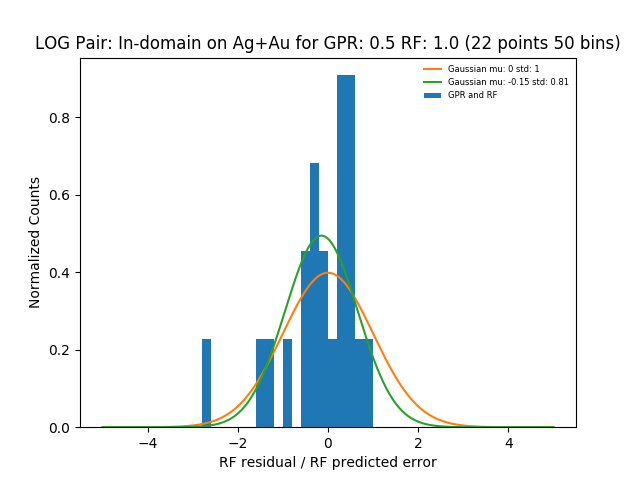 LOG Pair: In-domain on Ag+Au for GPR: 0.5 RF: 1.0 (22 points 50 bins)
Gaussian mu: 0 std: 1
Gaussian mu: -0.15 std: 0.81
GPR and RF
Normalized Counts
0.8
0.6
0.4
0.2
0.0
−4 −2 0 2 4
RF residual / RF predicted error